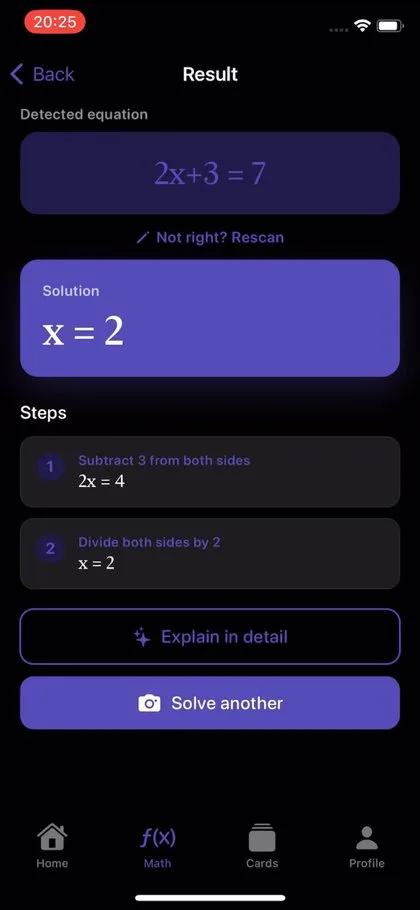 20:25
Back
Result
Detected equation
2x+3 = 7
Not right? Rescan
Solution
x = 2
Steps
1
Subtract 3 from both sides
2x = 4
2
Divide both sides by 2
x = 2
Explain in detail
Solve another
f(x)
Home
Math
Cards
Profile